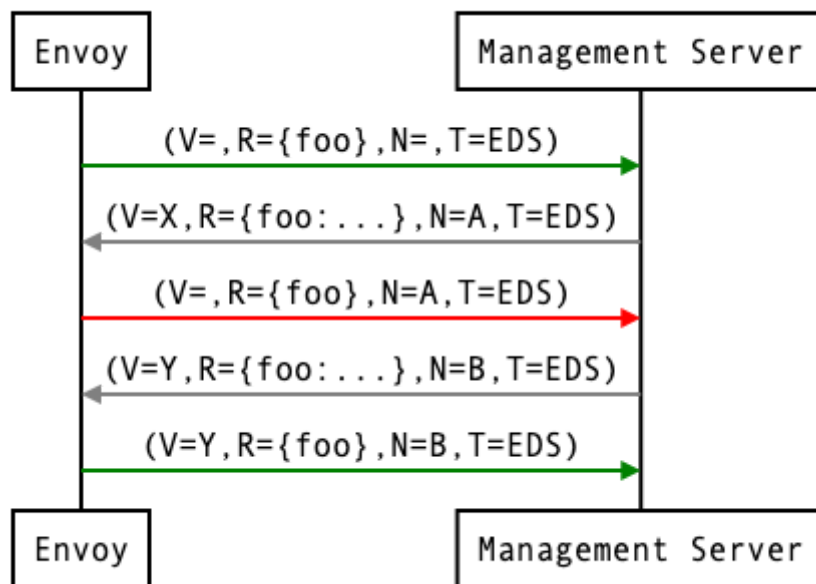 Envoy
Management Server
(V=,R={foo},N=,T=EDS)
(V=X,R={foo:...},N=A,T=EDS)
(V=,R={foo},N=A,T=EDS)
(V=Y,R={foo:...},N=B,T=EDS)
(V=Y,R={foo},N=B,T=EDS)
Envoy
Management Server